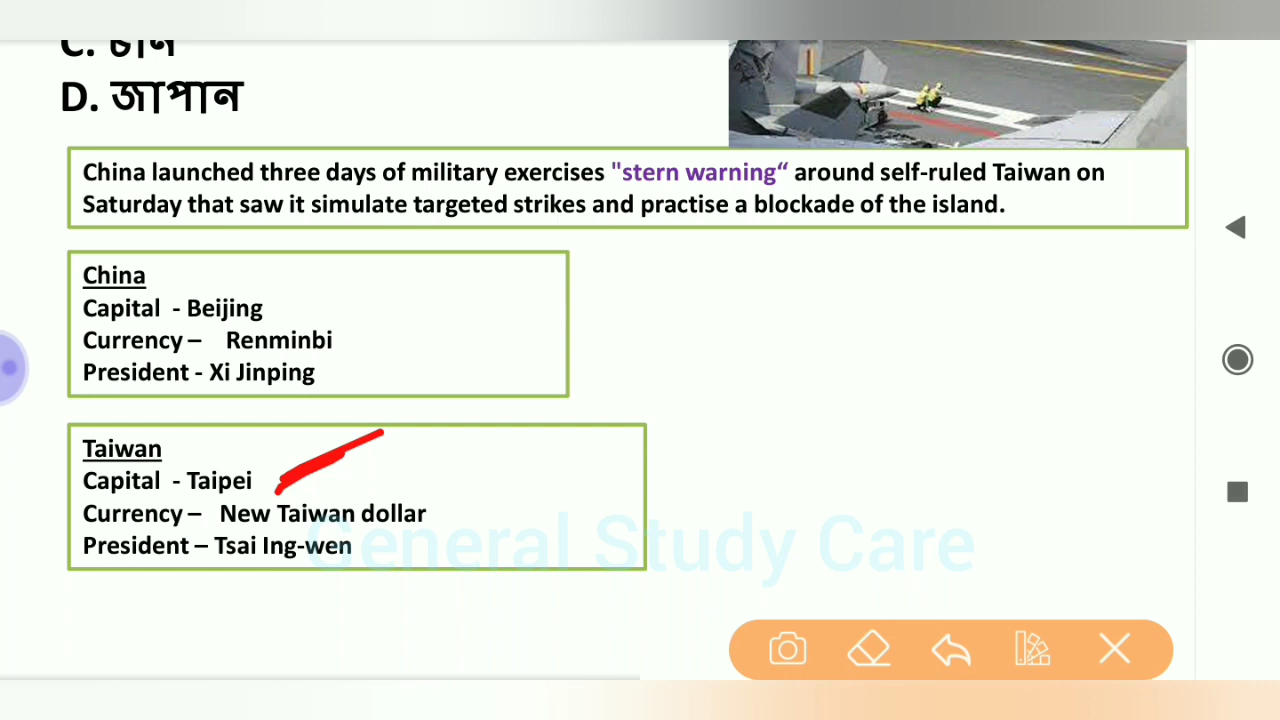 C. চীন
D. জাপান
China launched three days of military exercises "stern warning“ around self-ruled Taiwan on
Saturday that saw it simulate targeted strikes and practise a blockade of the island.
China
Capital - Beijing
Currency – Renminbi
President - Xi Jinping
Taiwan
Capital - Taipei
Currency – New Taiwan dollar
President – Tsai Ing-wen
General Study Care